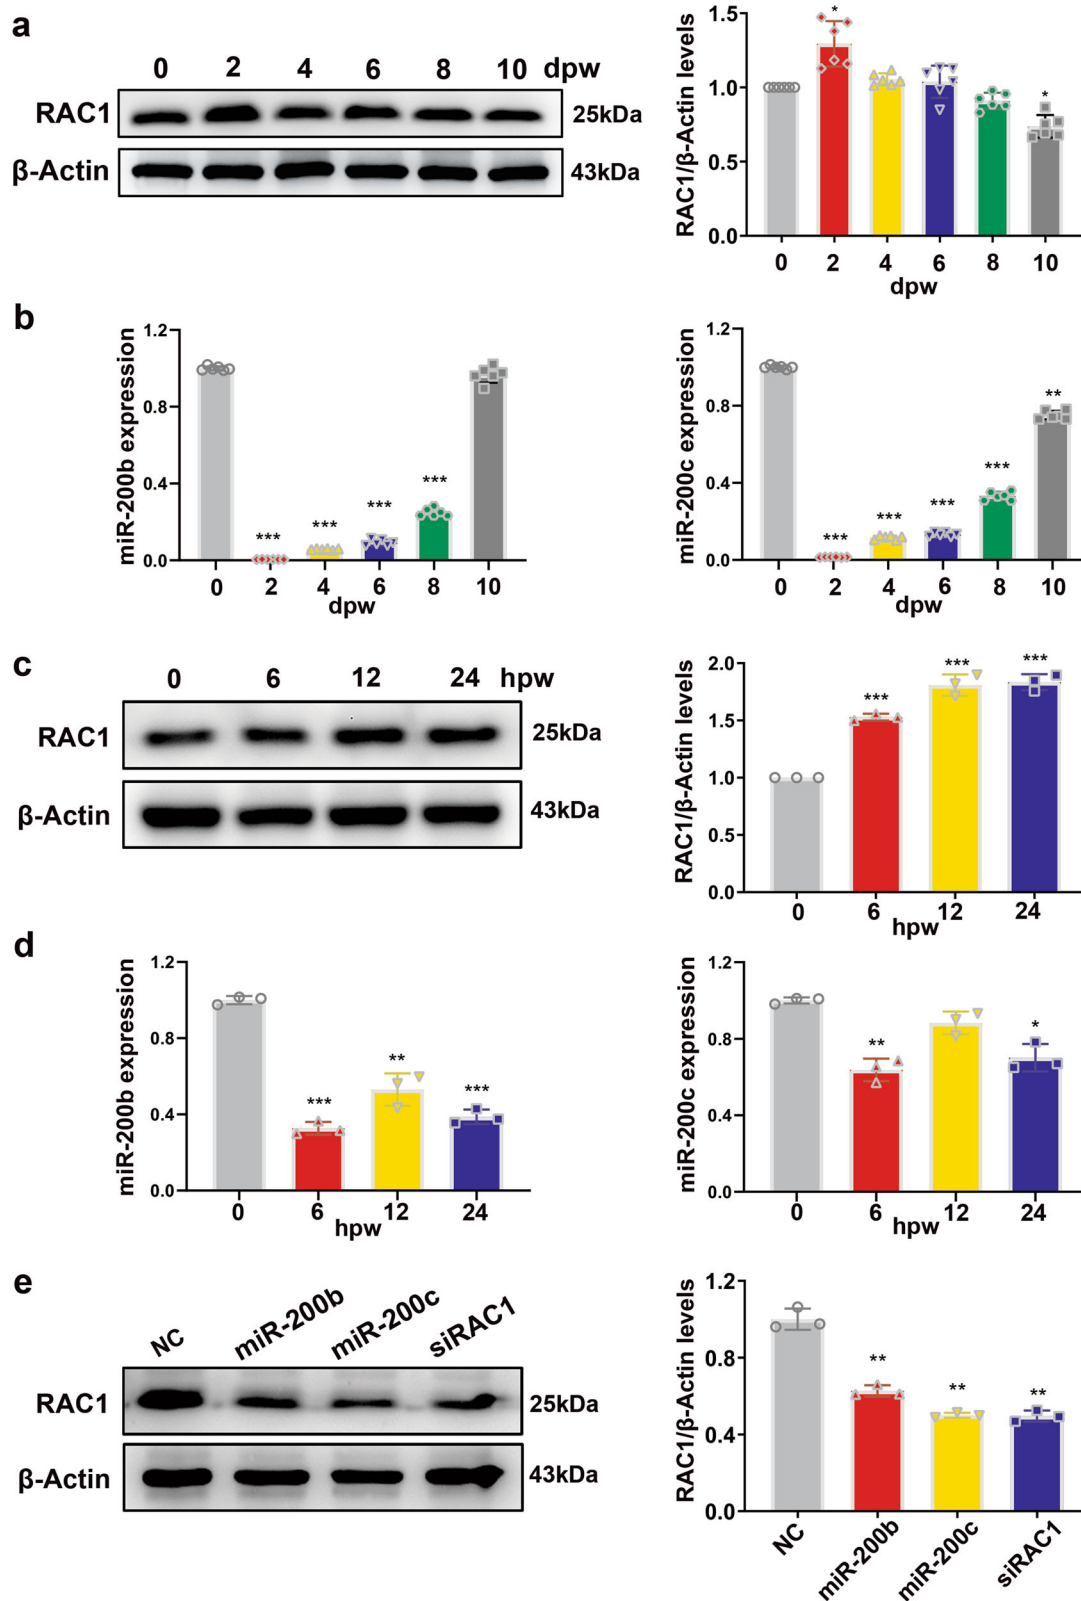 a
0 2 4 6 8 10 dpw
RAC1
25kDa
β-Actin
43kDa
RAC1/β-Actin levels
1.5
1.0
0.5
0.0
*
*
0 2 4 6 8 10
dpw
b
miR-200b expression
1.2
0.8
0.4
0.0
***
***
***
***
0 2 4 6 8 10
dpw
miR-200c expression
1.2
0.8
0.4
0.0
***
***
***
***
**
0 2 4 6 8 10
dpw
c
0 6 12 24 hpw
RAC1
25kDa
β-Actin
43kDa
RAC1/β-Actin levels
2.0
1.5
1.0
0.5
0.0
***
***
***
0 6 12 24
hpw
d
miR-200b expression
1.2
0.8
0.4
0.0
***
**
***
0 6 12 24
hpw
miR-200c expression
1.2
0.8
0.4
0.0
**
*
0 6 12 24
hpw
e
NC miR-200b miR-200c siRAC1
RAC1
25kDa
β-Actin
43kDa
RAC1/β-Actin levels
1.2
0.8
0.4
0.0
**
**
**
NC miR-200b miR-200c siRAC1